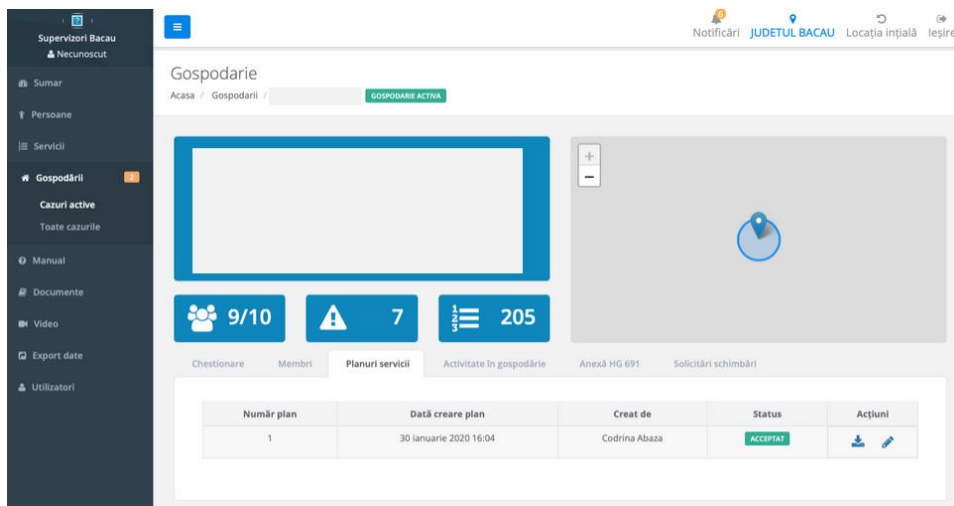 Supervizori Bacau
Necunoscut
Sumar
Persoane
Servicii
Gospodării 2
Cazuri active
Toate cazurile
Manual
Documente
Video
Export date
Utilizatori
6
Notificări JUDETUL BACAU Locația ințială Ieșire
Gospodarie
Acasa / Gospodarii / GOSPODARIE ACTIVA
+
−
9/10 7 205
Chestionare Membri Planuri servicii Activitate în gospodărie Anexă HG 691 Solicitări schimbări
Număr plan Dată creare plan Creat de Status Acțiuni
1 30 ianuarie 2020 16:04 Codrina Abaza ACCEPTAT